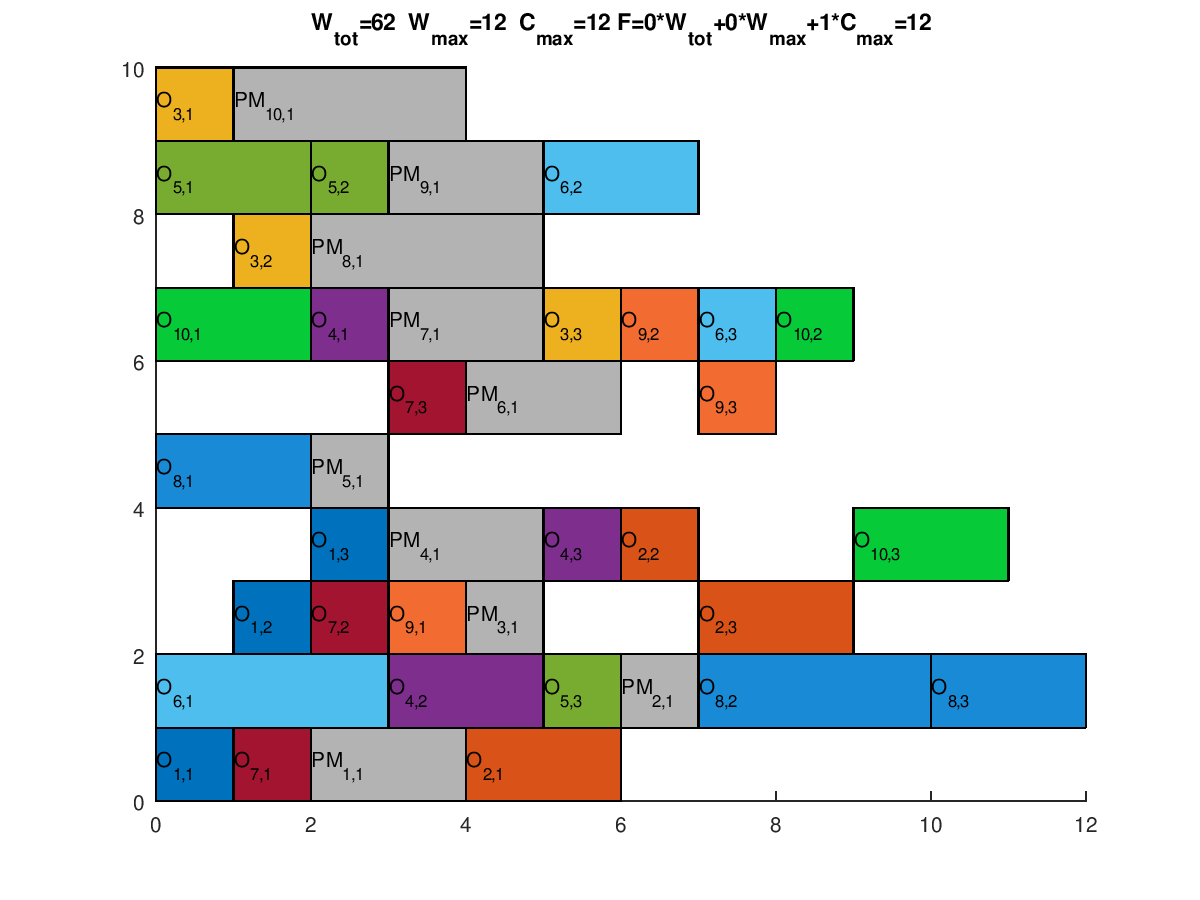 W_tot=62 W_max=12 C_max=12 F=0*W_tot+0*W_max+1*C_max=12
10
O_3,1 PM_10,1
O_5,1 O_5,2 PM_9,1 O_6,2
8
O_3,2 PM_8,1
O_10,1 O_4,1 PM_7,1 O_3,3 O_9,2 O_6,3 O_10,2
6
O_7,3 PM_6,1 O_9,3
O_8,1 PM_5,1
4
O_1,3 PM_4,1 O_4,3 O_2,2 O_10,3
O_1,2 O_7,2 O_9,1 PM_3,1 O_2,3
2
O_6,1 O_4,2 O_5,3 PM_2,1 O_8,2 O_8,3
O_1,1 O_7,1 PM_1,1 O_2,1
0
0 2 4 6 8 10 12